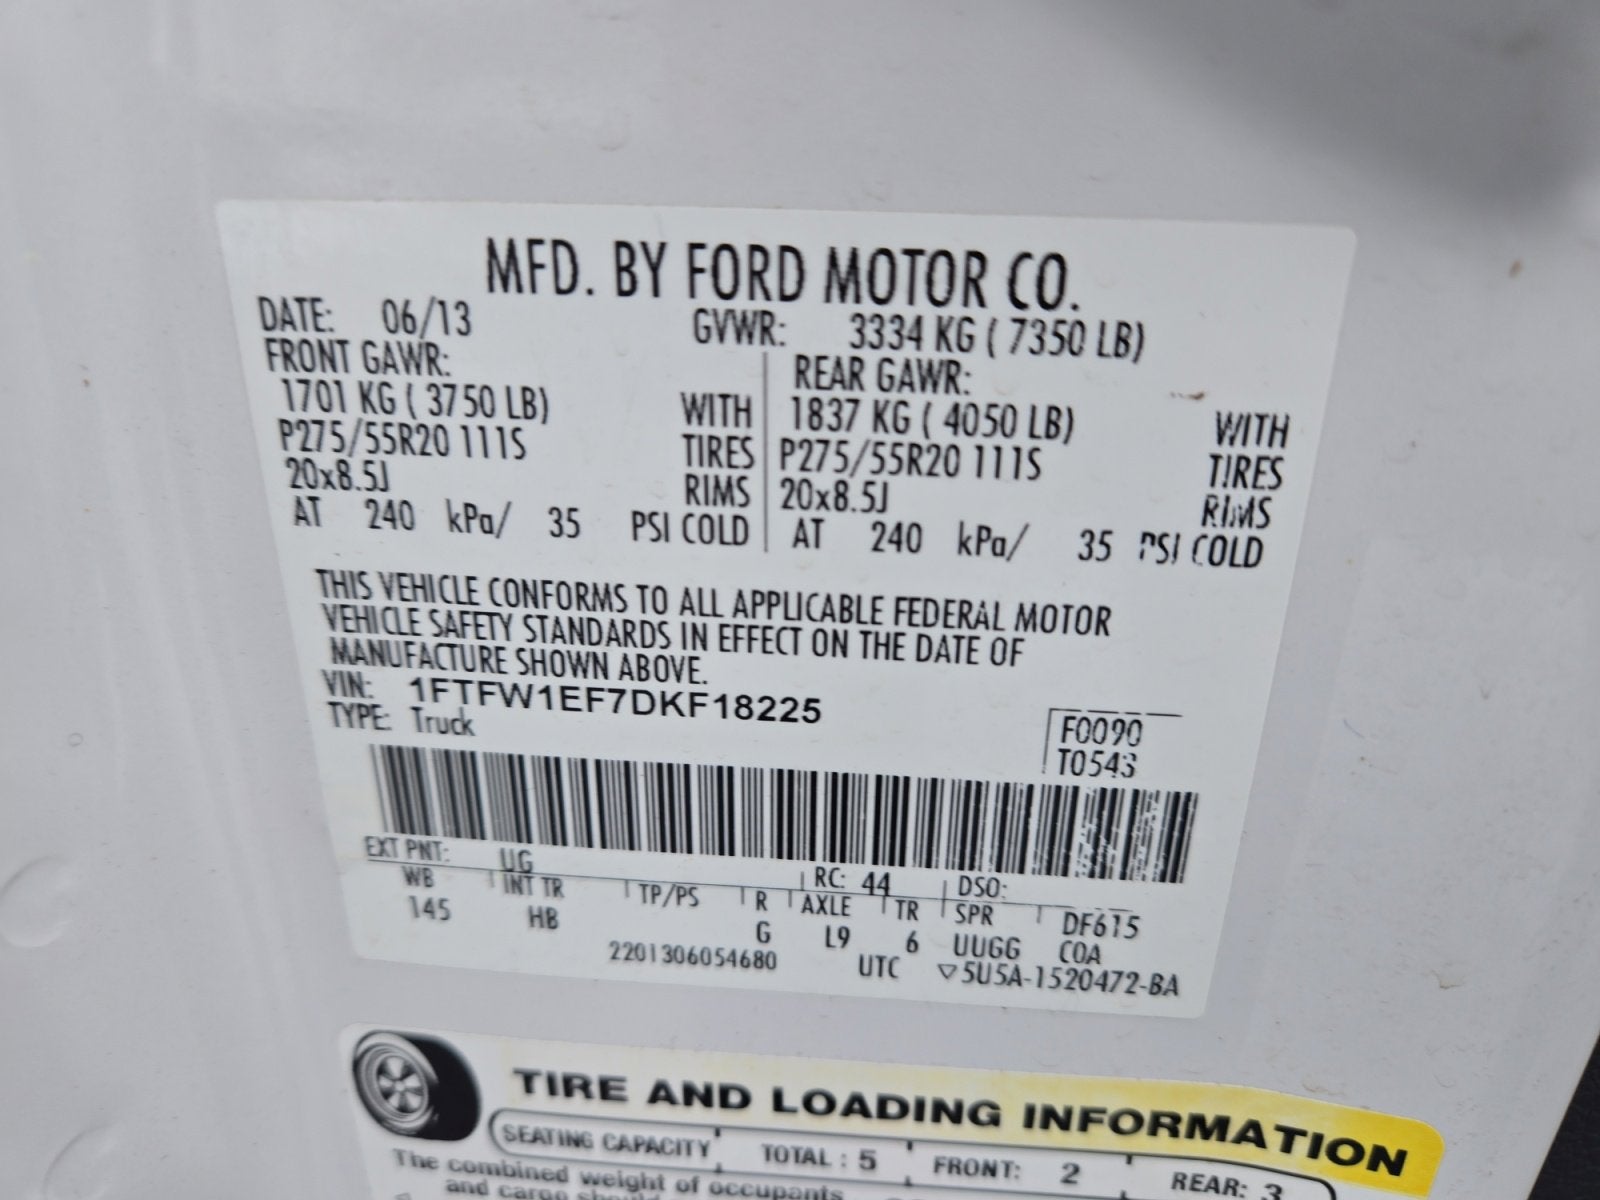 MFD. BY FORD MOTOR CO.
DATE: 06/13 GVWR: 3334 KG ( 7350 LB)
FRONT GAWR: REAR GAWR:
1701 KG ( 3750 LB) WITH 1837 KG ( 4050 LB) WITH
P275/55R20 111S TIRES P275/55R20 111S TIRES
20x8.5J RIMS 20x8.5J RIMS
AT 240 kPa/ 35 PSI COLD AT 240 kPa/ 35 PSI COLD
THIS VEHICLE CONFORMS TO ALL APPLICABLE FEDERAL MOTOR
VEHICLE SAFETY STANDARDS IN EFFECT ON THE DATE OF
MANUFACTURE SHOWN ABOVE.
VIN: 1FTFW1EF7DKF18225
TYPE: Truck
F0090
T0543
EXT PNT: UG RC: 44 DSO:
WB INT TR TP/PS R AXLE TR SPR DF615
145 HB G L9 6 UUGG COA
2201306054680 UTC ▽5U5A-1520472-BA
TIRE AND LOADING INFORMATION
SEATING CAPACITY TOTAL : 5 FRONT: 2 REAR: 3
The combined weight of occupants
and cargo should